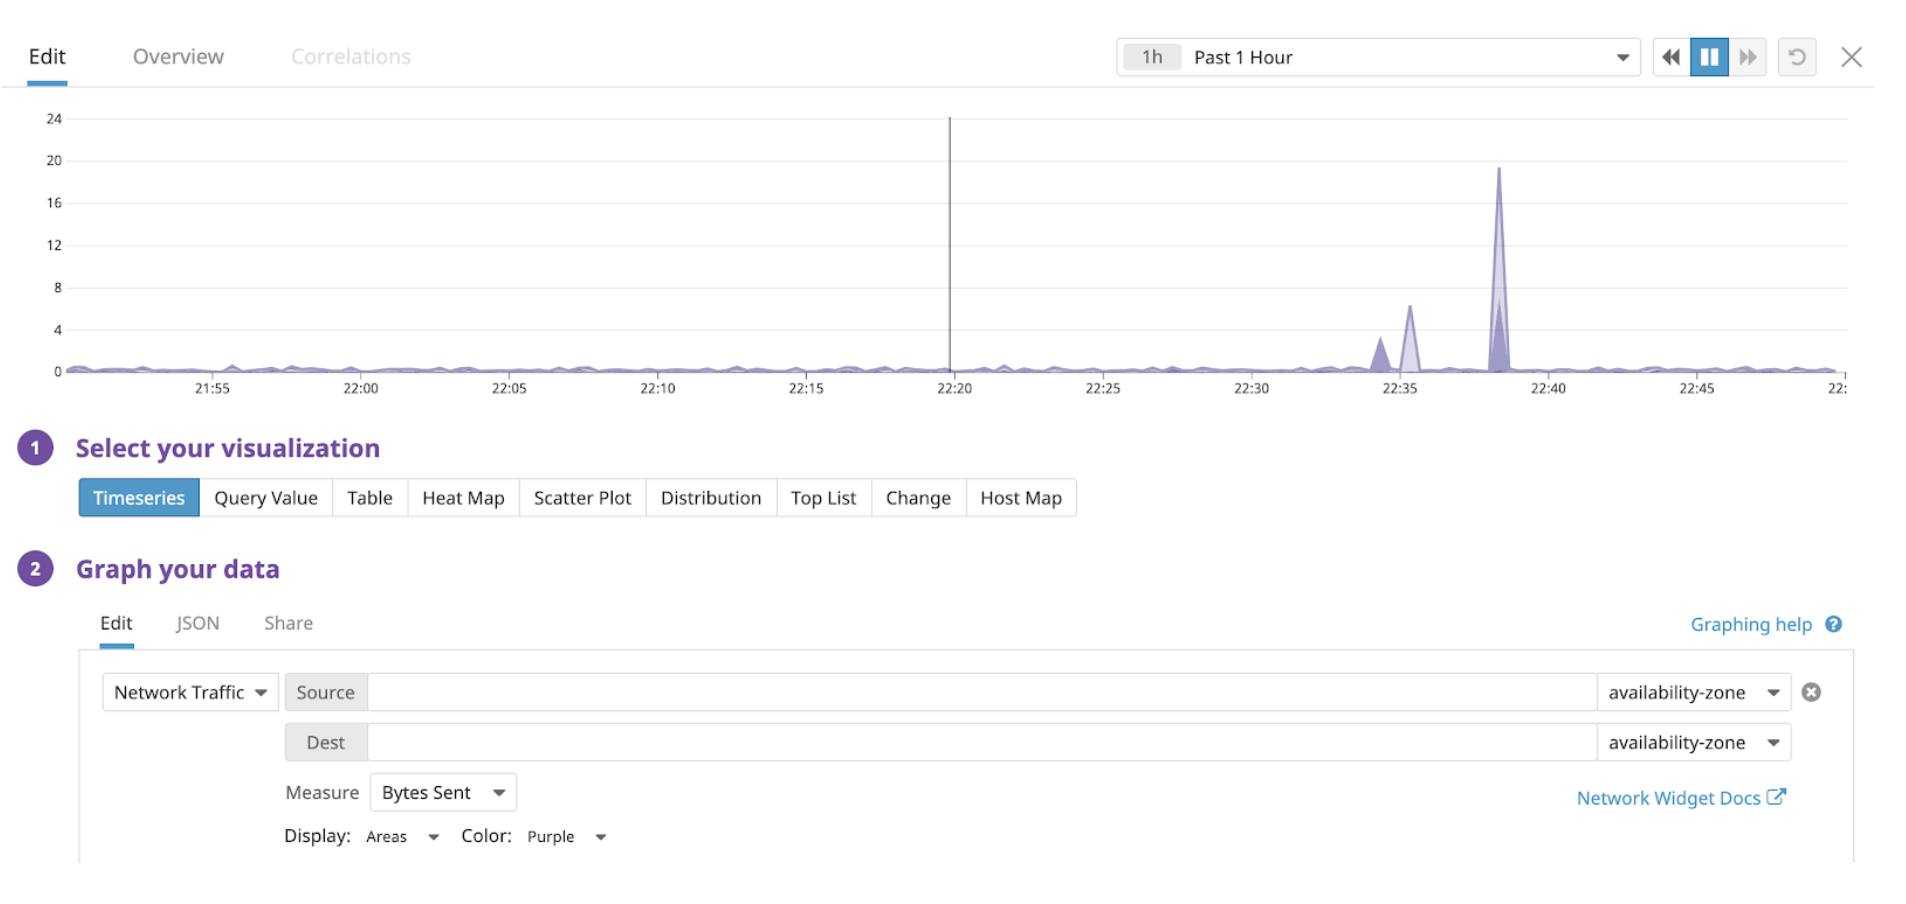 Edit Overview Correlations 1h Past 1 Hour
24
20
16
12
8
4
0
21:55 22:00 22:05 22:10 22:15 22:20 22:25 22:30 22:35 22:40 22:45 22:
1 Select your visualization
Timeseries Query Value Table Heat Map Scatter Plot Distribution Top List Change Host Map
2 Graph your data
Edit JSON Share Graphing help ?
Network Traffic Source availability-zone
Dest availability-zone
Measure Bytes Sent Network Widget Docs
Display: Areas Color: Purple